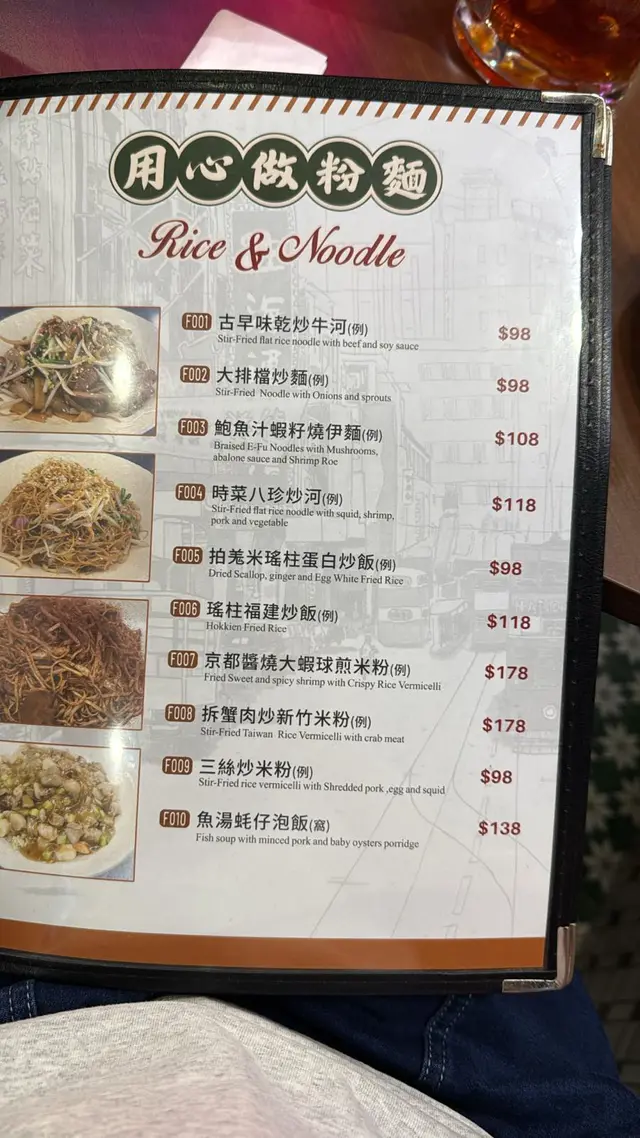 用心做粉麵
Rice & Noodle
F001 古早味乾炒牛河(例) $98
Stir-Fried flat rice noodle with beef and soy sauce
F002 大排檔炒麵(例) $98
Stir-Fried Noodle with Onions and sprouts
F003 鮑魚汁蝦籽燒伊麵(例) $108
Braised E-Fu Noodles with Mushrooms,
abalone sauce and Shrimp Roe
F004 時菜八珍炒河(例) $118
Stir-Fried flat rice noodle with squid, shrimp,
pork and vegetable
F005 拍羗米瑤柱蛋白炒飯(例) $98
Dried Scallop, ginger and Egg White Fried Rice
F006 瑤柱福建炒飯(例) $118
Hokkien Fried Rice
F007 京都醬燒大蝦球煎米粉(例) $178
Fried Sweet and spicy shrimp with Crispy Rice Vermicelli
F008 拆蟹肉炒新竹米粉(例) $178
Stir-Fried Taiwan Rice Vermicelli with crab meat
F009 三絲炒米粉(例) $98
Stir-Fried rice vermicelli with Shredded pork ,egg and squid
F010 魚湯蚝仔泡飯(窩) $138
Fish soup with minced pork and baby oysters porridge